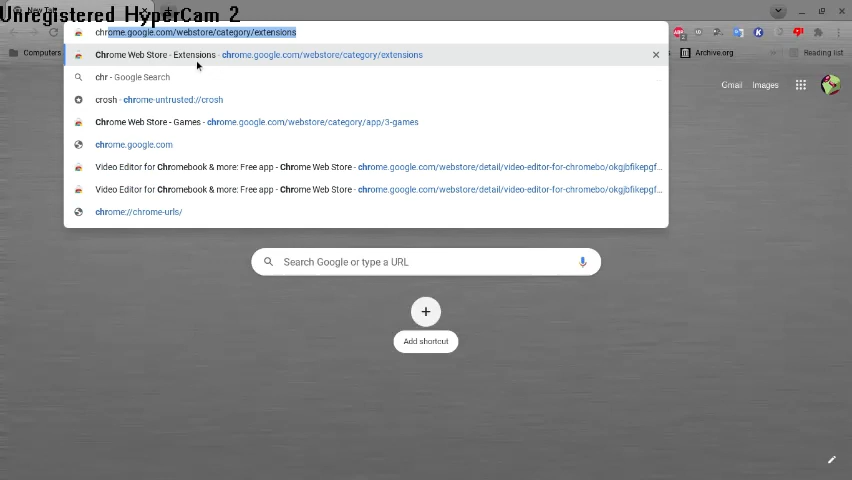 Unregistered HyperCam 2
chrome.google.com/webstore/category/extensions
Computers
Archive.org
Reading list
Chrome Web Store - Extensions - chrome.google.com/webstore/category/extensions
chr - Google Search
Gmail Images
crosh - chrome-untrusted://crosh
Chrome Web Store - Games - chrome.google.com/webstore/category/app/3-games
chrome.google.com
Video Editor for Chromebook & more: Free app - Chrome Web Store - chrome.google.com/webstore/detail/video-editor-for-chromebo/okgjbfikepgf...
Video Editor for Chromebook & more: Free app - Chrome Web Store - chrome.google.com/webstore/detail/video-editor-for-chromebo/okgjbfikepgf...
chrome://chrome-urls/
Search Google or type a URL
Add shortcut